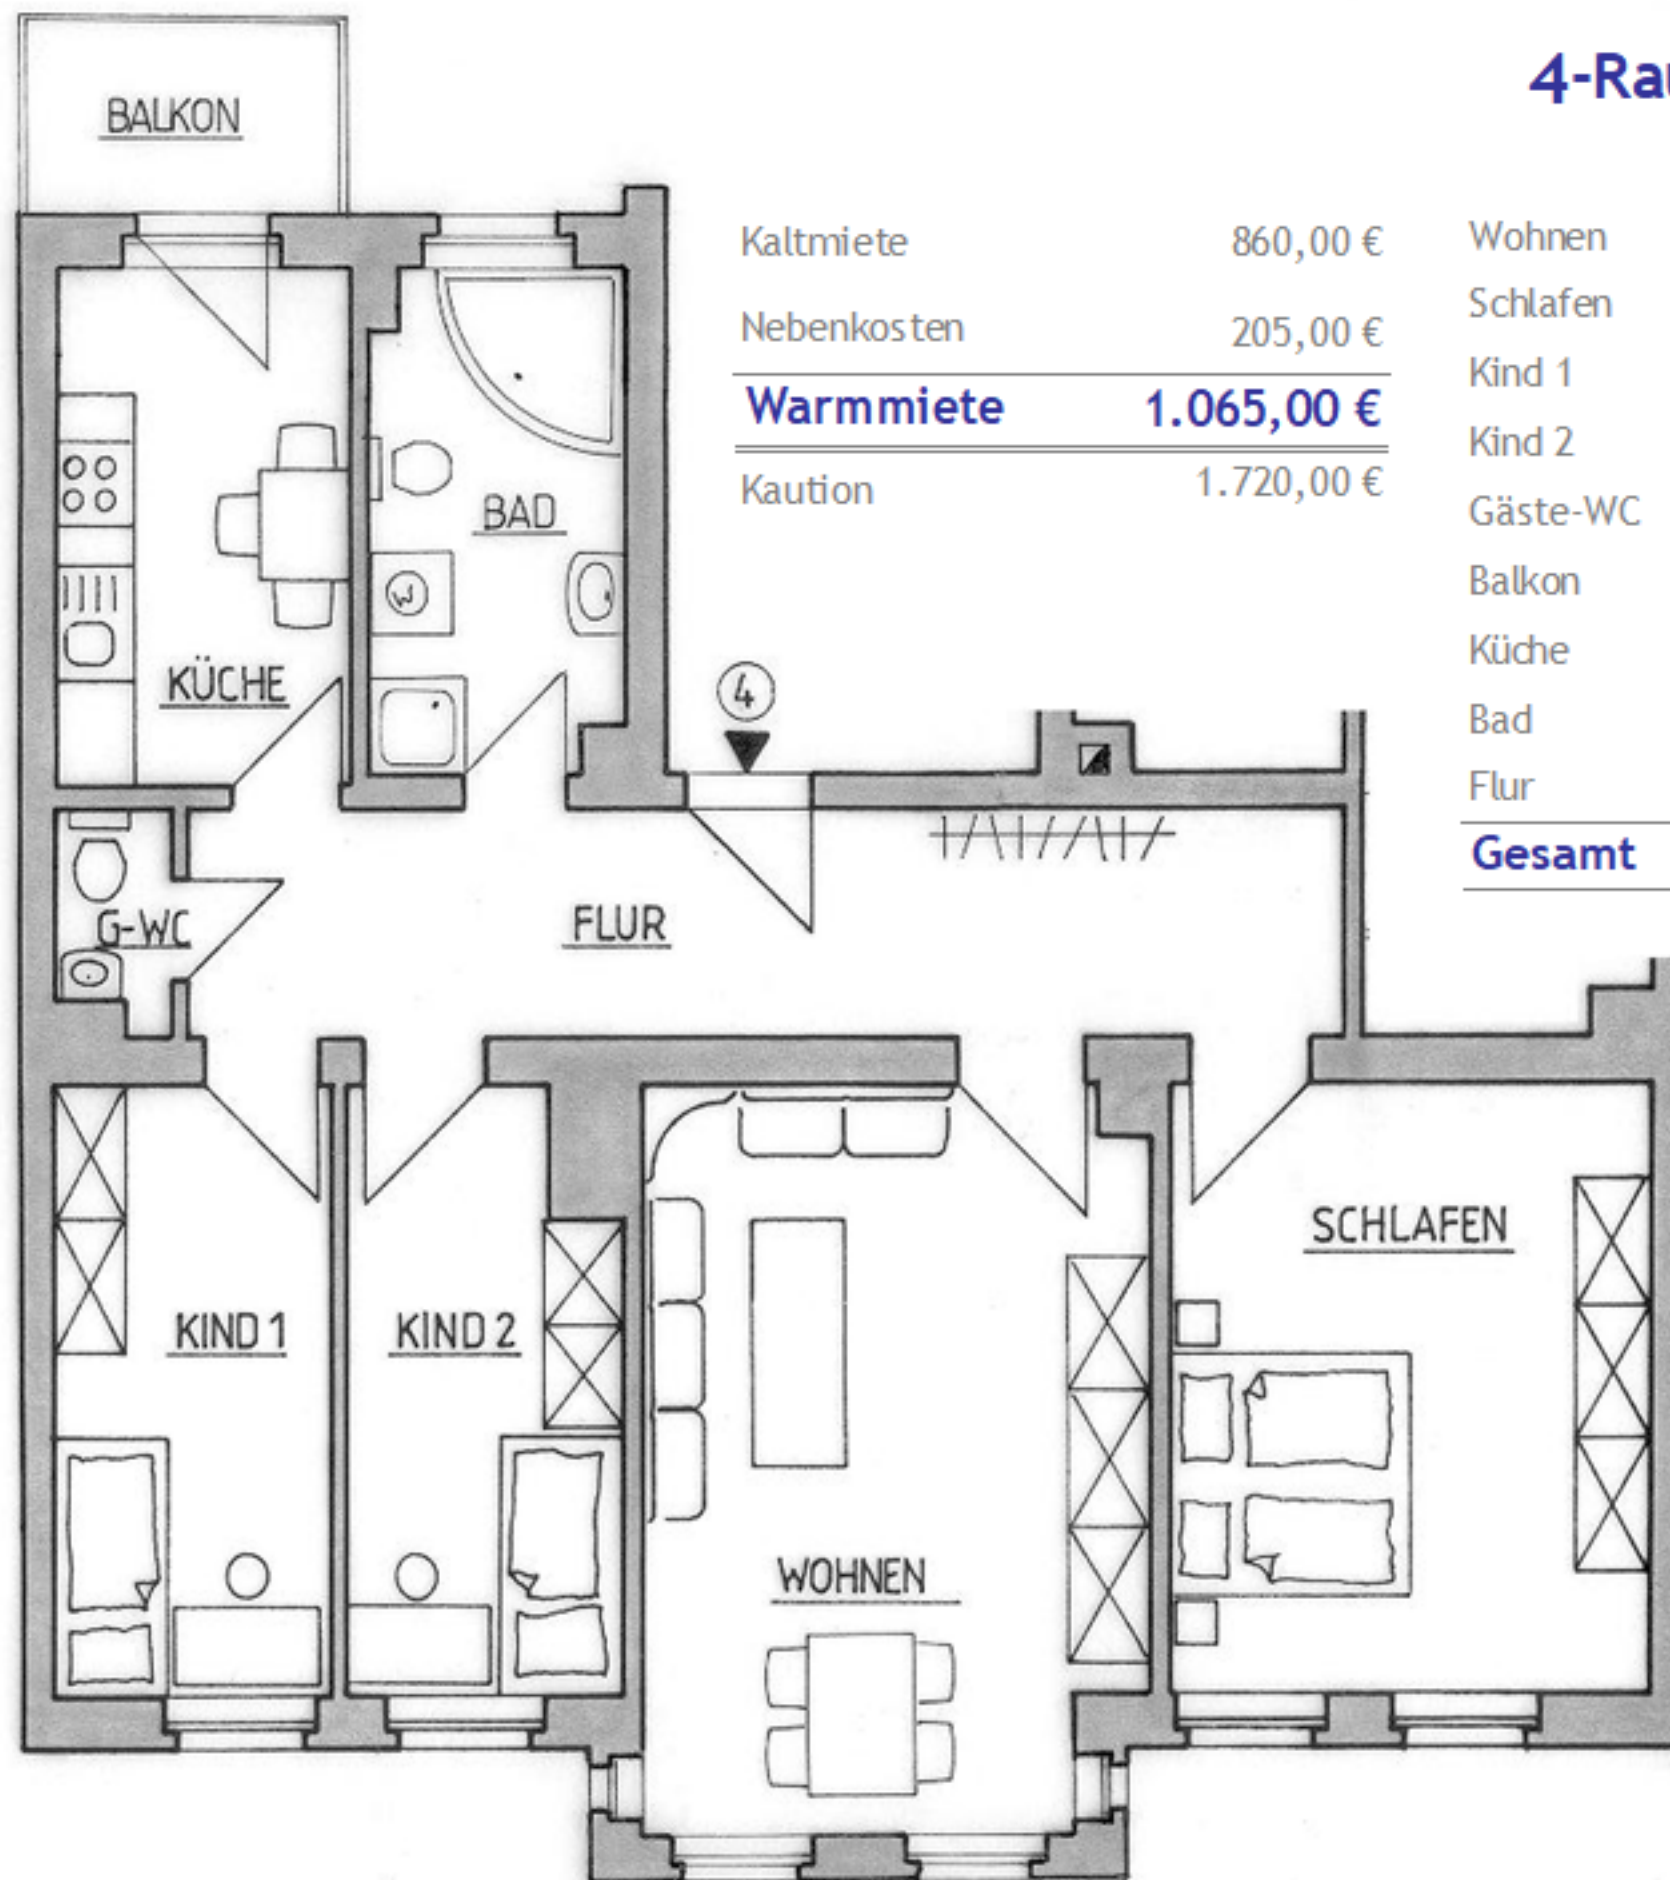 4-Rau
BALKON
Kaltmiete 860,00 €
Nebenkosten 205,00 €
Warmmiete 1.065,00 €
Kaution 1.720,00 €
Wohnen
Schlafen
Kind 1
Kind 2
Gäste-WC
Balkon
Küche
Bad
Flur
Gesamt
BAD
W
KÜCHE
4
G-WC
FLUR
SCHLAFEN
KIND 1
KIND 2
WOHNEN